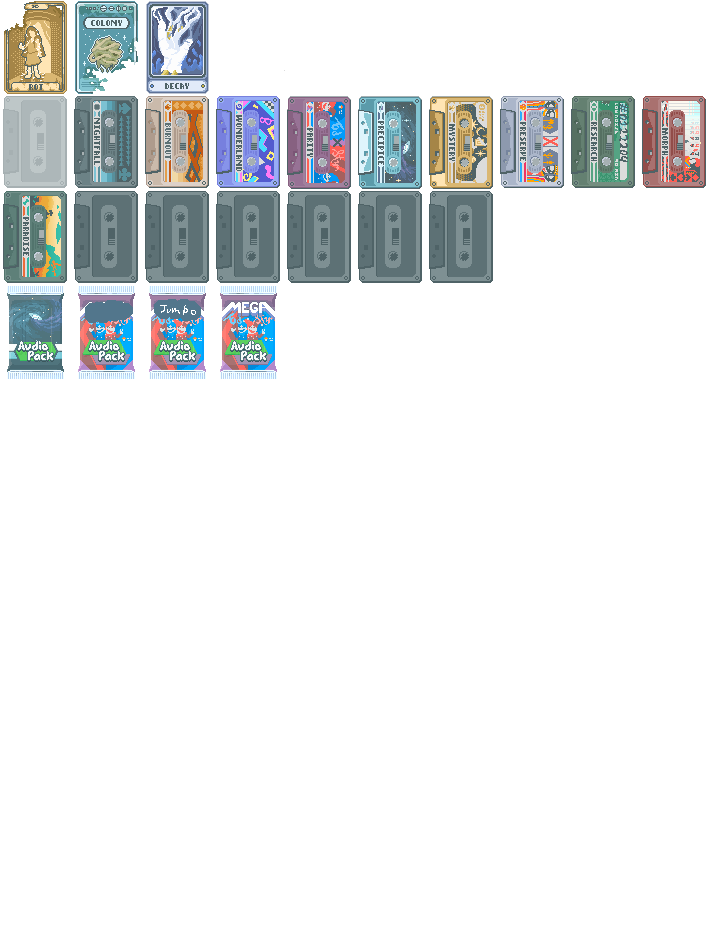 ROT
COLONY
DECAY
NIGHTFALL
BURNOUT
WONDERLAND
PARITY
PRECIPICE
MYSTERY
PRESERVE
RESEARCH
MORPH
PARADISE
Audio
Pack
Audio
Pack
Jumbo
Audio
Pack
MEGA
Audio
Pack